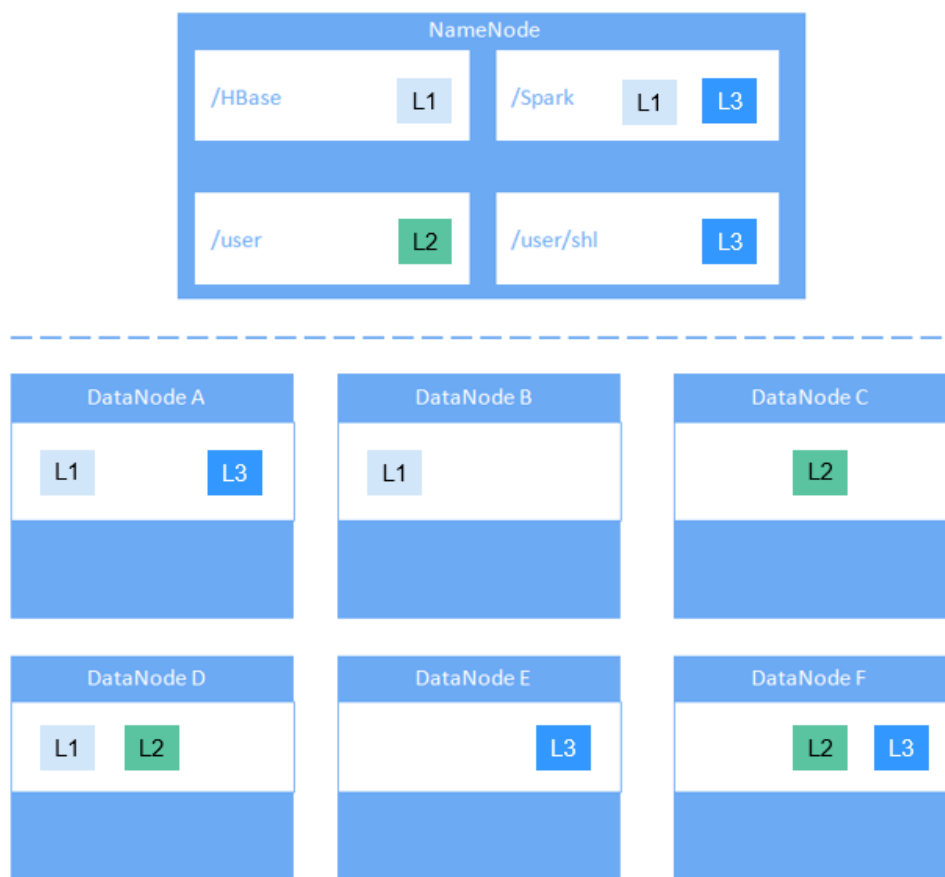 NameNode
/HBase L1
/Spark L1 L3
/user L2
/user/shl L3
DataNode A
L1 L3
DataNode B
L1
DataNode C
L2
DataNode D
L1 L2
DataNode E
L3
DataNode F
L2 L3